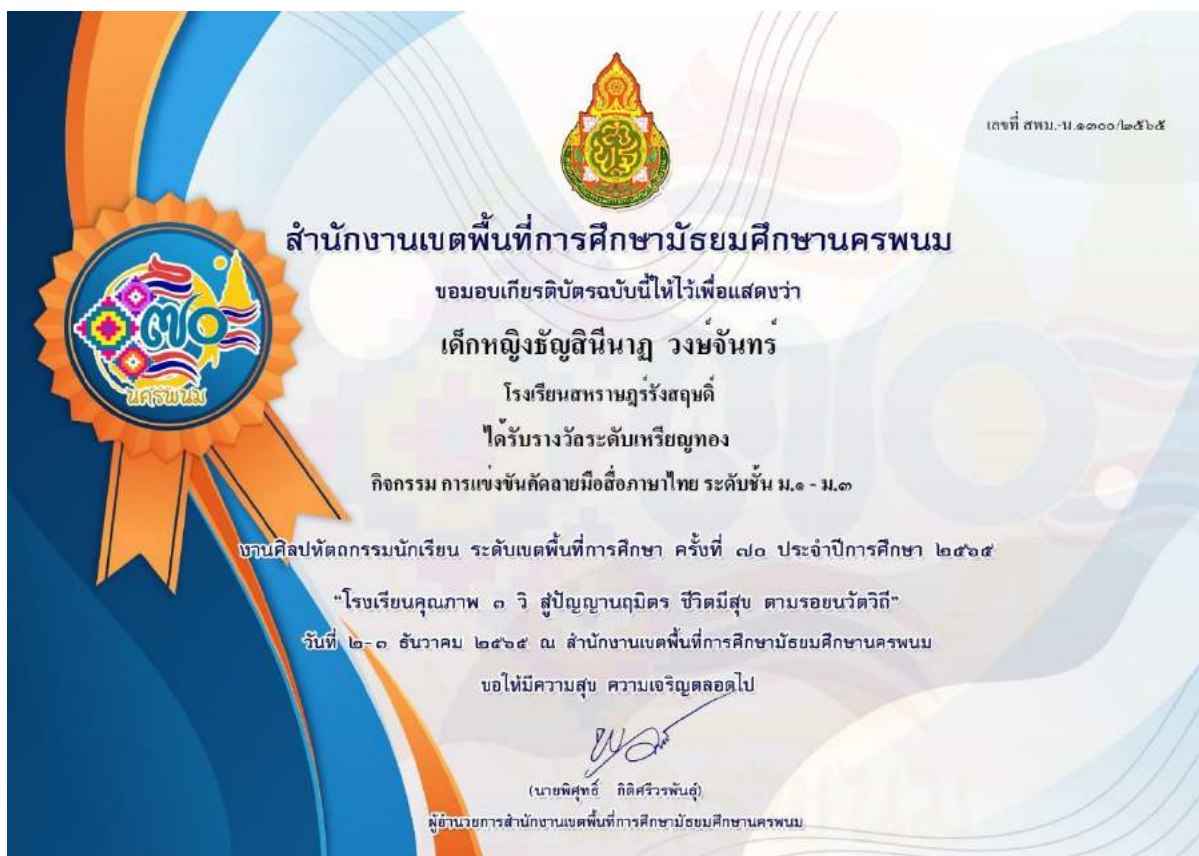 เลขที่ สพม.-น.๑๓๐๐/๒๕๖๕
สำนักงานเขตพื้นที่การศึกษามัธยมศึกษานครพนม
ขอมอบเกียรติบัตรฉบับนี้ให้ไว้เพื่อแสดงว่า
เด็กหญิงธัญสินีนาฏ วงษ์จันทร์
โรงเรียนสหราษฎร์รังสฤษดิ์
ได้รับรางวัลระดับเหรียญทอง
กิจกรรม การแข่งขันคัดลายมือสื่อภาษาไทย ระดับชั้น ม.๑ - ม.๓
๗๐
นครพนม
งานศิลปหัตถกรรมนักเรียน ระดับเขตพื้นที่การศึกษา ครั้งที่ ๗๐ ประจำปีการศึกษา ๒๕๖๕
“โรงเรียนคุณภาพ ๓ วิ สู่ปัญญานฤมิตร ชีวิตมีสุข ตามรอยนวัตวิถี”
วันที่ ๒-๓ ธันวาคม ๒๕๖๕ ณ สำนักงานเขตพื้นที่การศึกษามัธยมศึกษานครพนม
ขอให้มีความสุข ความเจริญตลอดไป
(นายพิศุทธิ์ กิติศรีวรพันธุ์)
ผู้อำนวยการสำนักงานเขตพื้นที่การศึกษามัธยมศึกษานครพนม